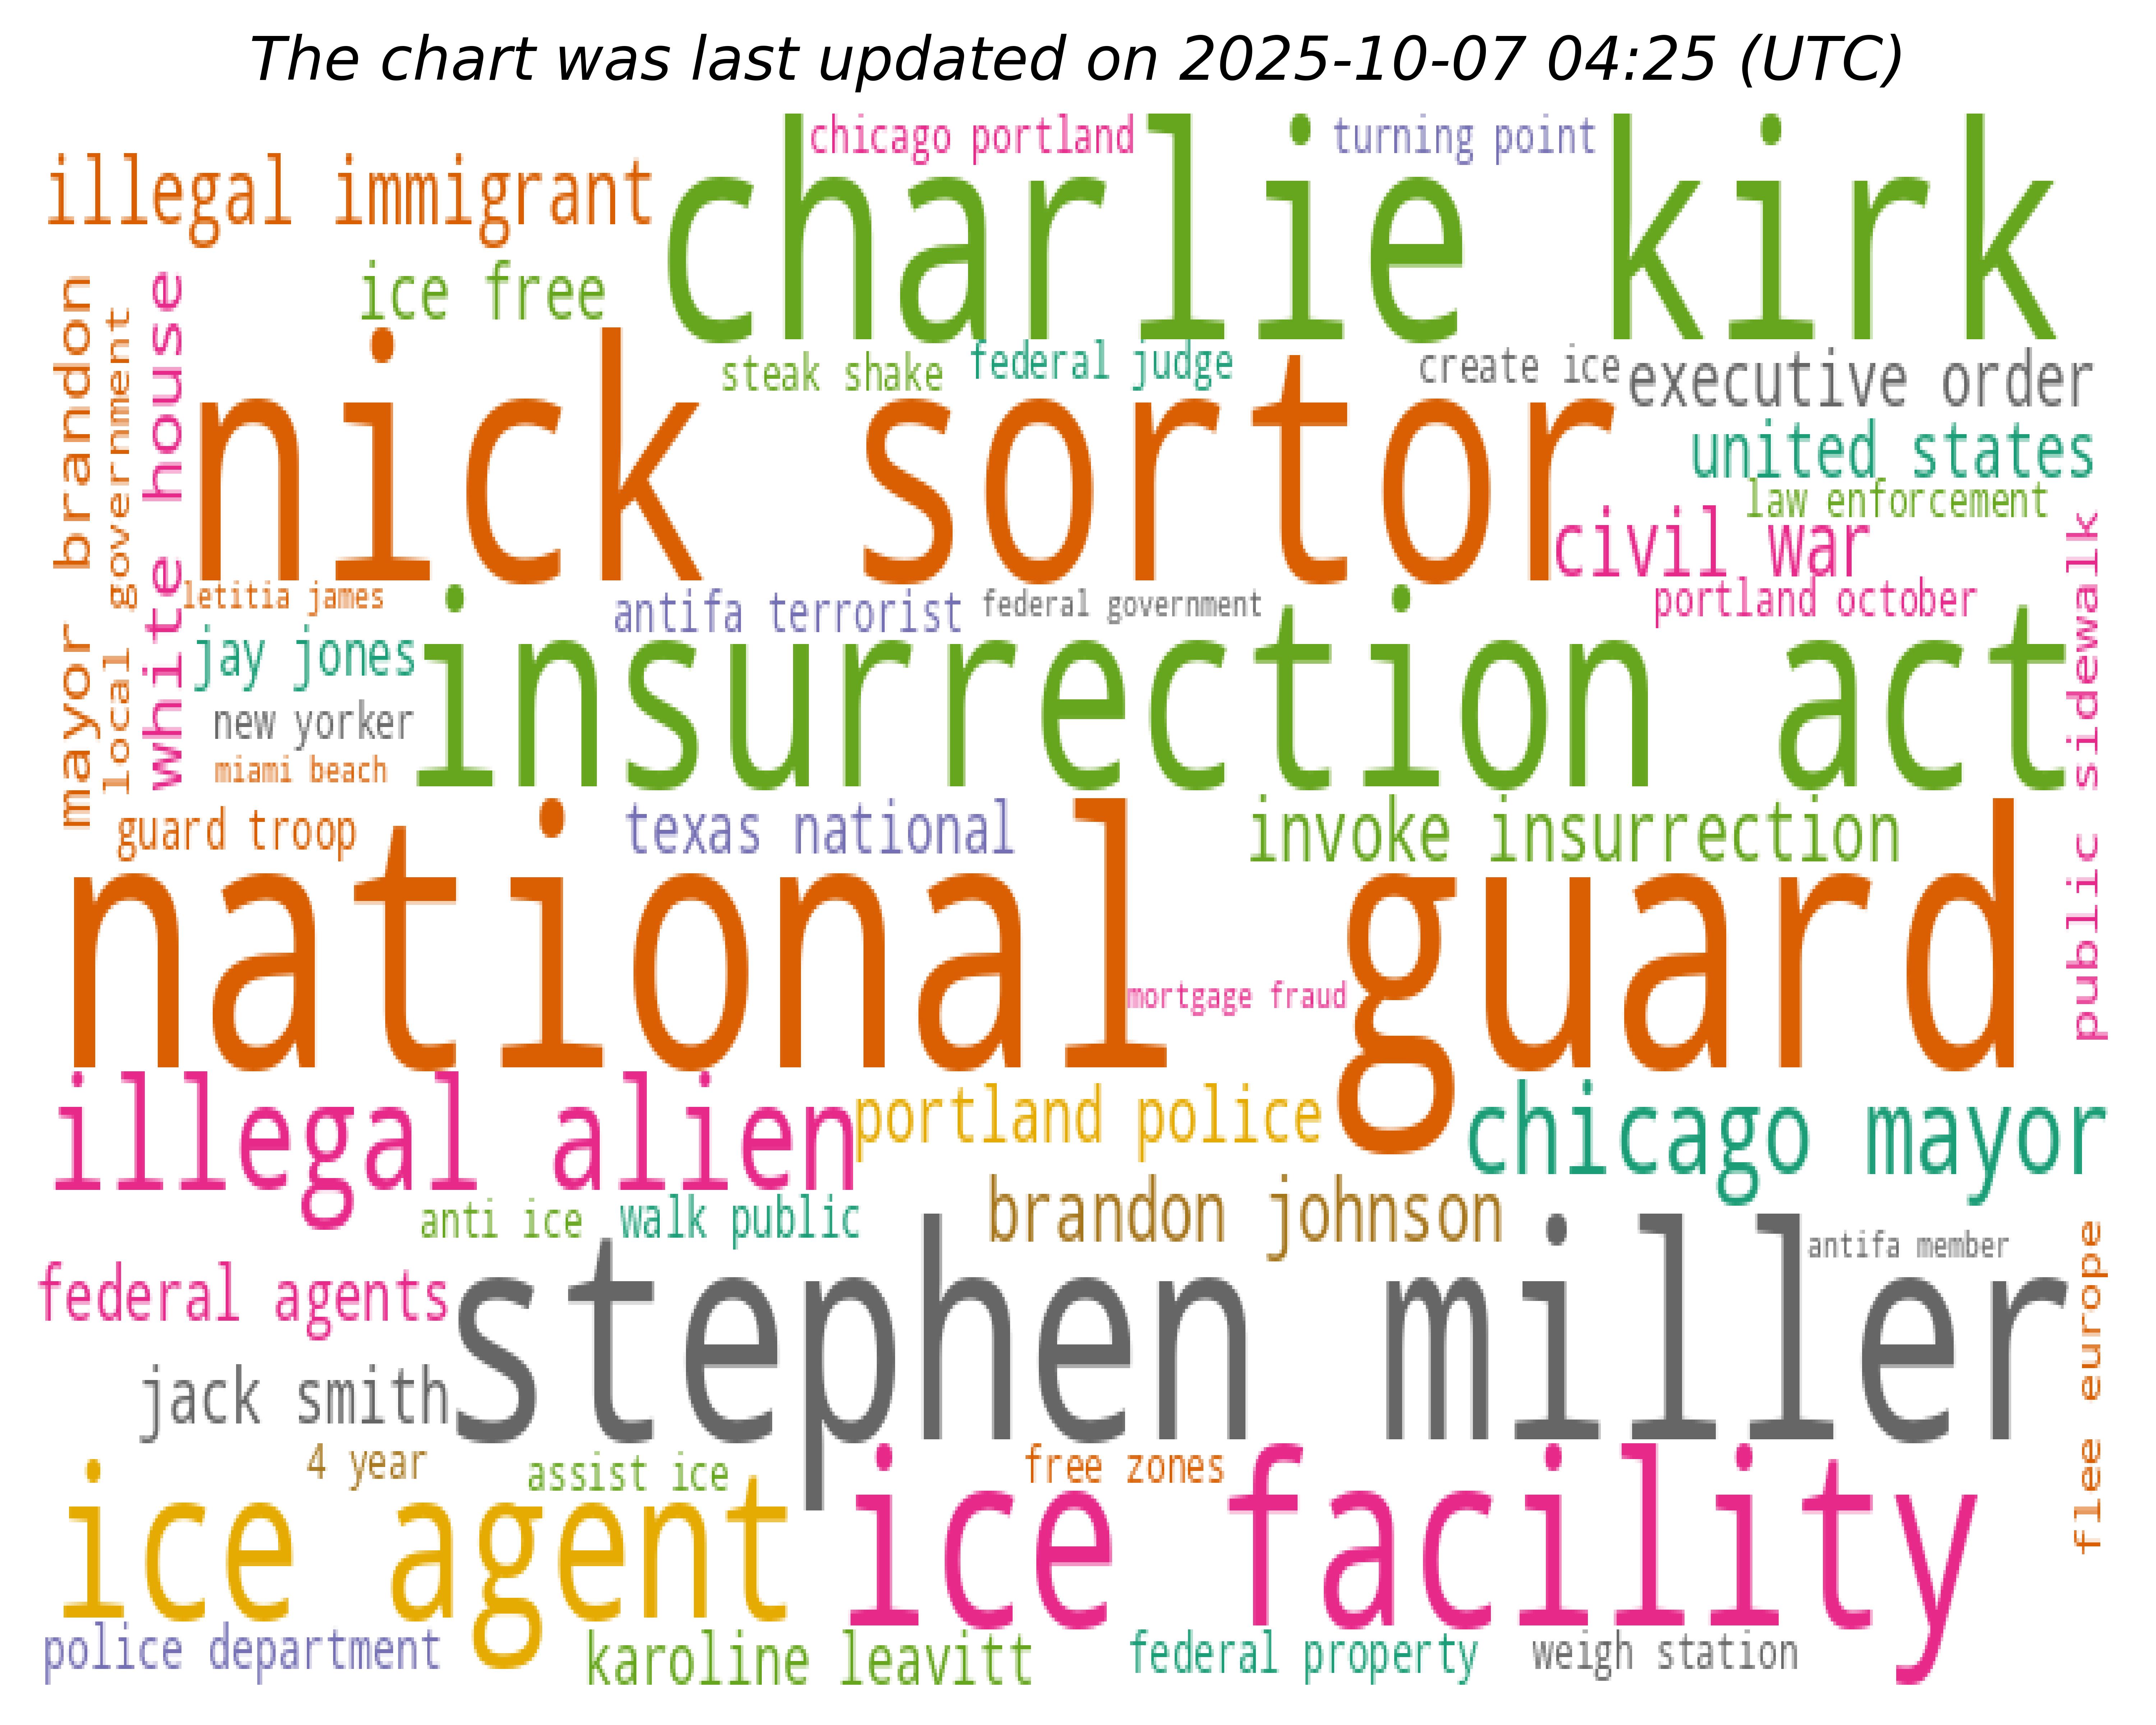 The chart was last updated on 2025-10-07 04:25 (UTC)
chicago portland
turning point
charlie kirk
illegal immigrant
ice free
steak shake
federal judge
create ice
executive order
mayor brandon
local government
white house
nick sortor
united states
law enforcement
civil war
portland october
public sidewalk
letitia james
antifa terrorist
federal government
jay jones
insurrection act
new yorker
miami beach
guard troop
texas national
invoke insurrection
national guard
mortgage fraud
illegal alien
portland police
chicago mayor
anti ice
walk public
brandon johnson
antifa member
federal agents
stephen miller
flee europe
jack smith
4 year
assist ice
free zones
ice agent
ice facility
police department
karoline leavitt
federal property
weigh station